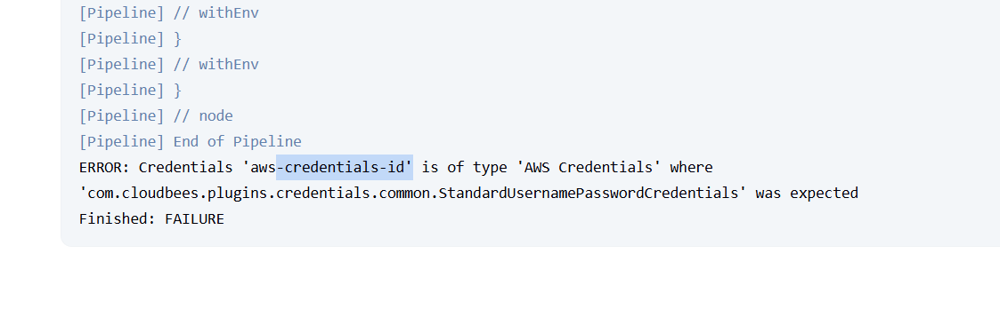 [Pipeline] // withEnv
[Pipeline] }
[Pipeline] // withEnv
[Pipeline] }
[Pipeline] // node
[Pipeline] End of Pipeline
ERROR: Credentials 'aws-credentials-id' is of type 'AWS Credentials' where
'com.cloudbees.plugins.credentials.common.StandardUsernamePasswordCredentials' was expected
Finished: FAILURE